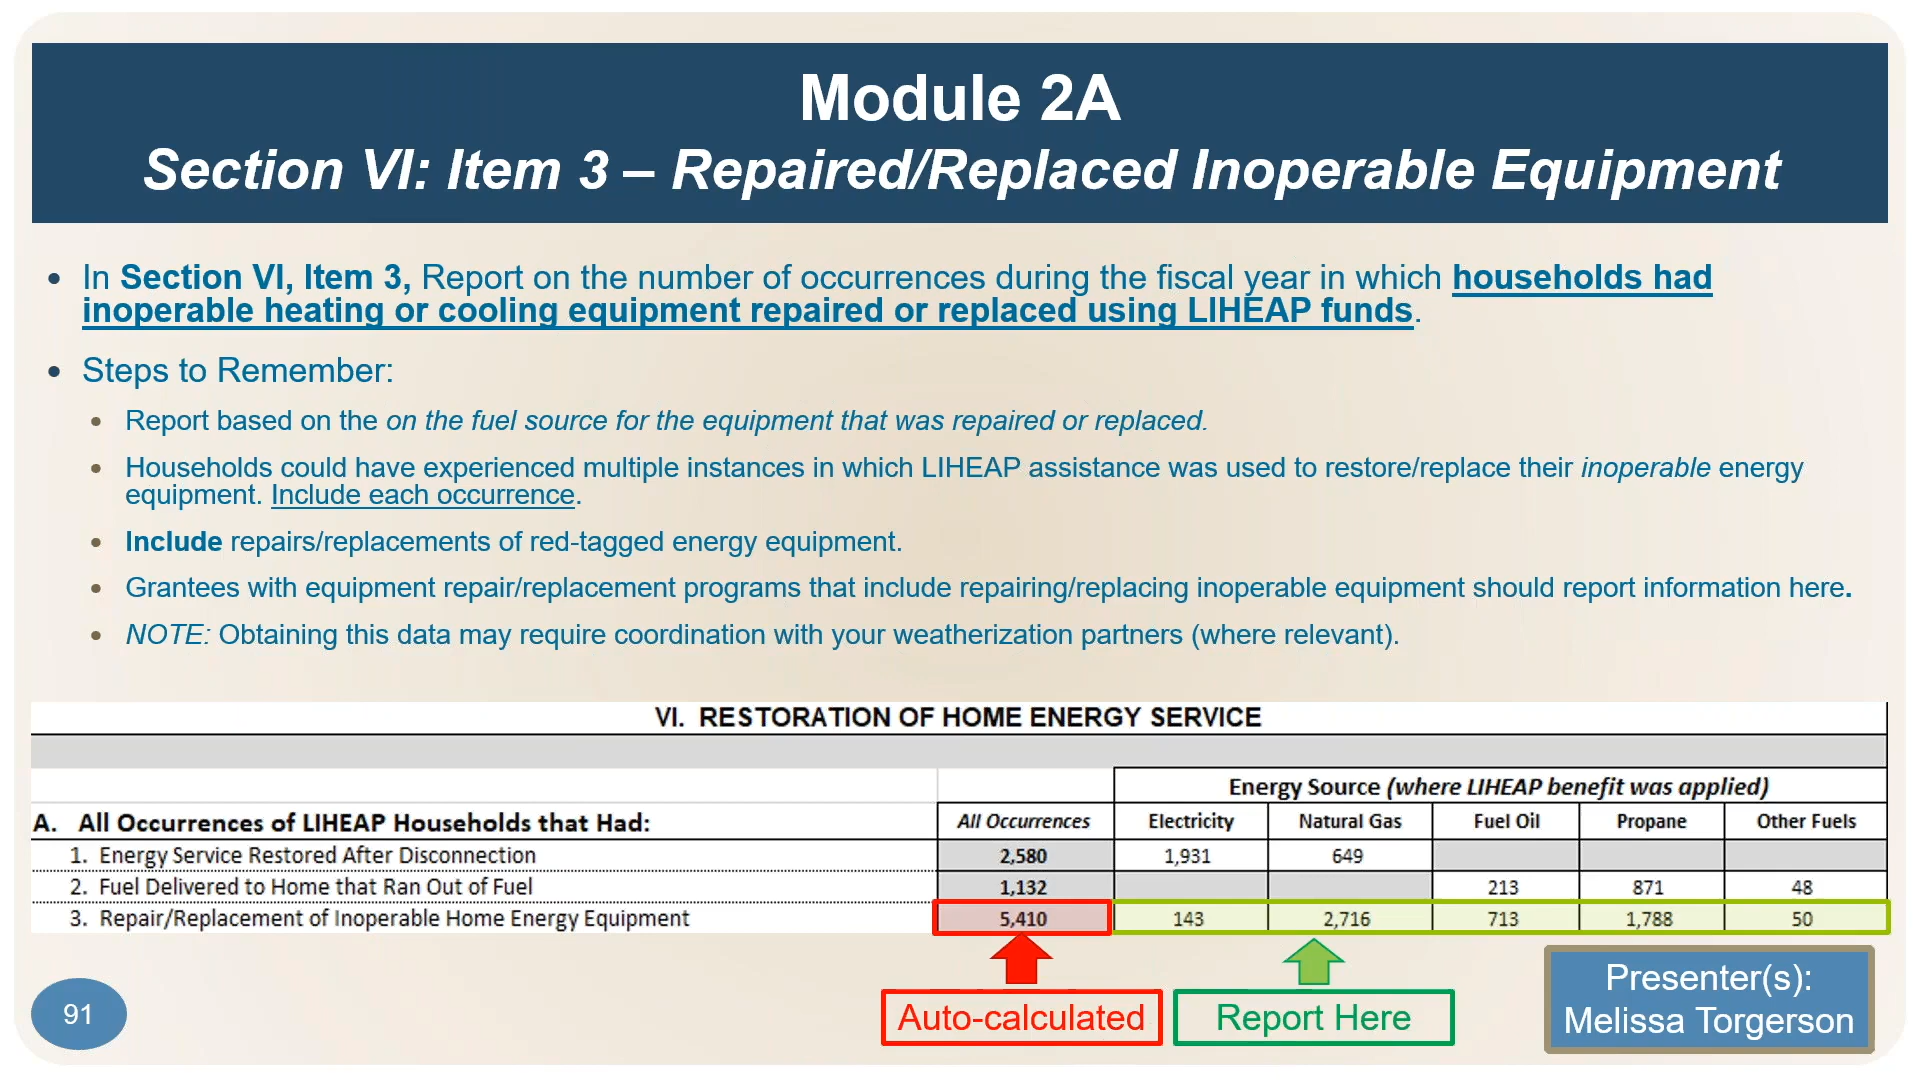 Module 2A
Section VI: Item 3 – Repaired/Replaced Inoperable Equipment
• In Section VI, Item 3, Report on the number of occurrences during the fiscal year in which households had
inoperable heating or cooling equipment repaired or replaced using LIHEAP funds.
• Steps to Remember:
• Report based on the on the fuel source for the equipment that was repaired or replaced.
• Households could have experienced multiple instances in which LIHEAP assistance was used to restore/replace their inoperable energy
equipment. Include each occurrence.
• Include repairs/replacements of red-tagged energy equipment.
• Grantees with equipment repair/replacement programs that include repairing/replacing inoperable equipment should report information here.
• NOTE: Obtaining this data may require coordination with your weatherization partners (where relevant).
VI. RESTORATION OF HOME ENERGY SERVICE
Energy Source (where LIHEAP benefit was applied)
A. All Occurrences of LIHEAP Households that Had: All Occurrences Electricity Natural Gas Fuel Oil Propane Other Fuels
1. Energy Service Restored After Disconnection 2,580 1,931 649
2. Fuel Delivered to Home that Ran Out of Fuel 1,132 213 871 48
3. Repair/Replacement of Inoperable Home Energy Equipment 5,410 143 2,716 713 1,788 50
Auto-calculated
Report Here
Presenter(s):
Melissa Torgerson
91